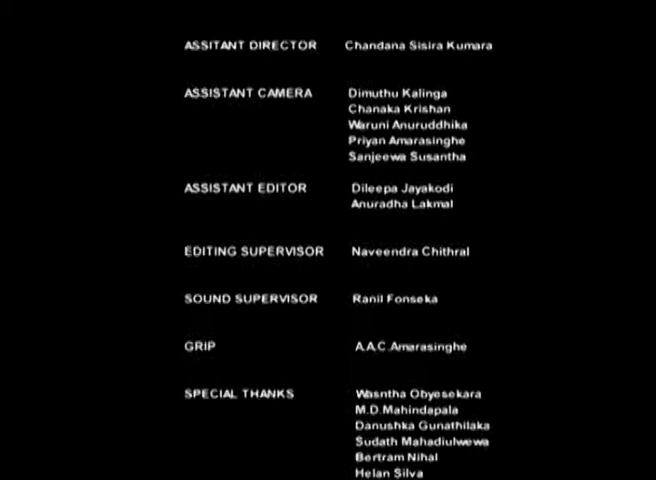 ASSITANT DIRECTOR Chandana Sisira Kumara
ASSISTANT CAMERA Dimuthu Kalinga
Chanaka Krishan
Waruni Anuruddhika
Priyan Amarasinghe
Sanjeewa Susantha
ASSISTANT EDITOR Dileepa Jayakodi
Anuradha Lakmal
EDITING SUPERVISOR Naveendra Chithral
SOUND SUPERVISOR Ranil Fonseka
GRIP A.A.C.Amarasinghe
SPECIAL THANKS Wasntha Obyesekara
M.D.Mahindapala
Danushka Gunathilaka
Sudath Mahadiulwewa
Bertram Nihal
Helan Silva